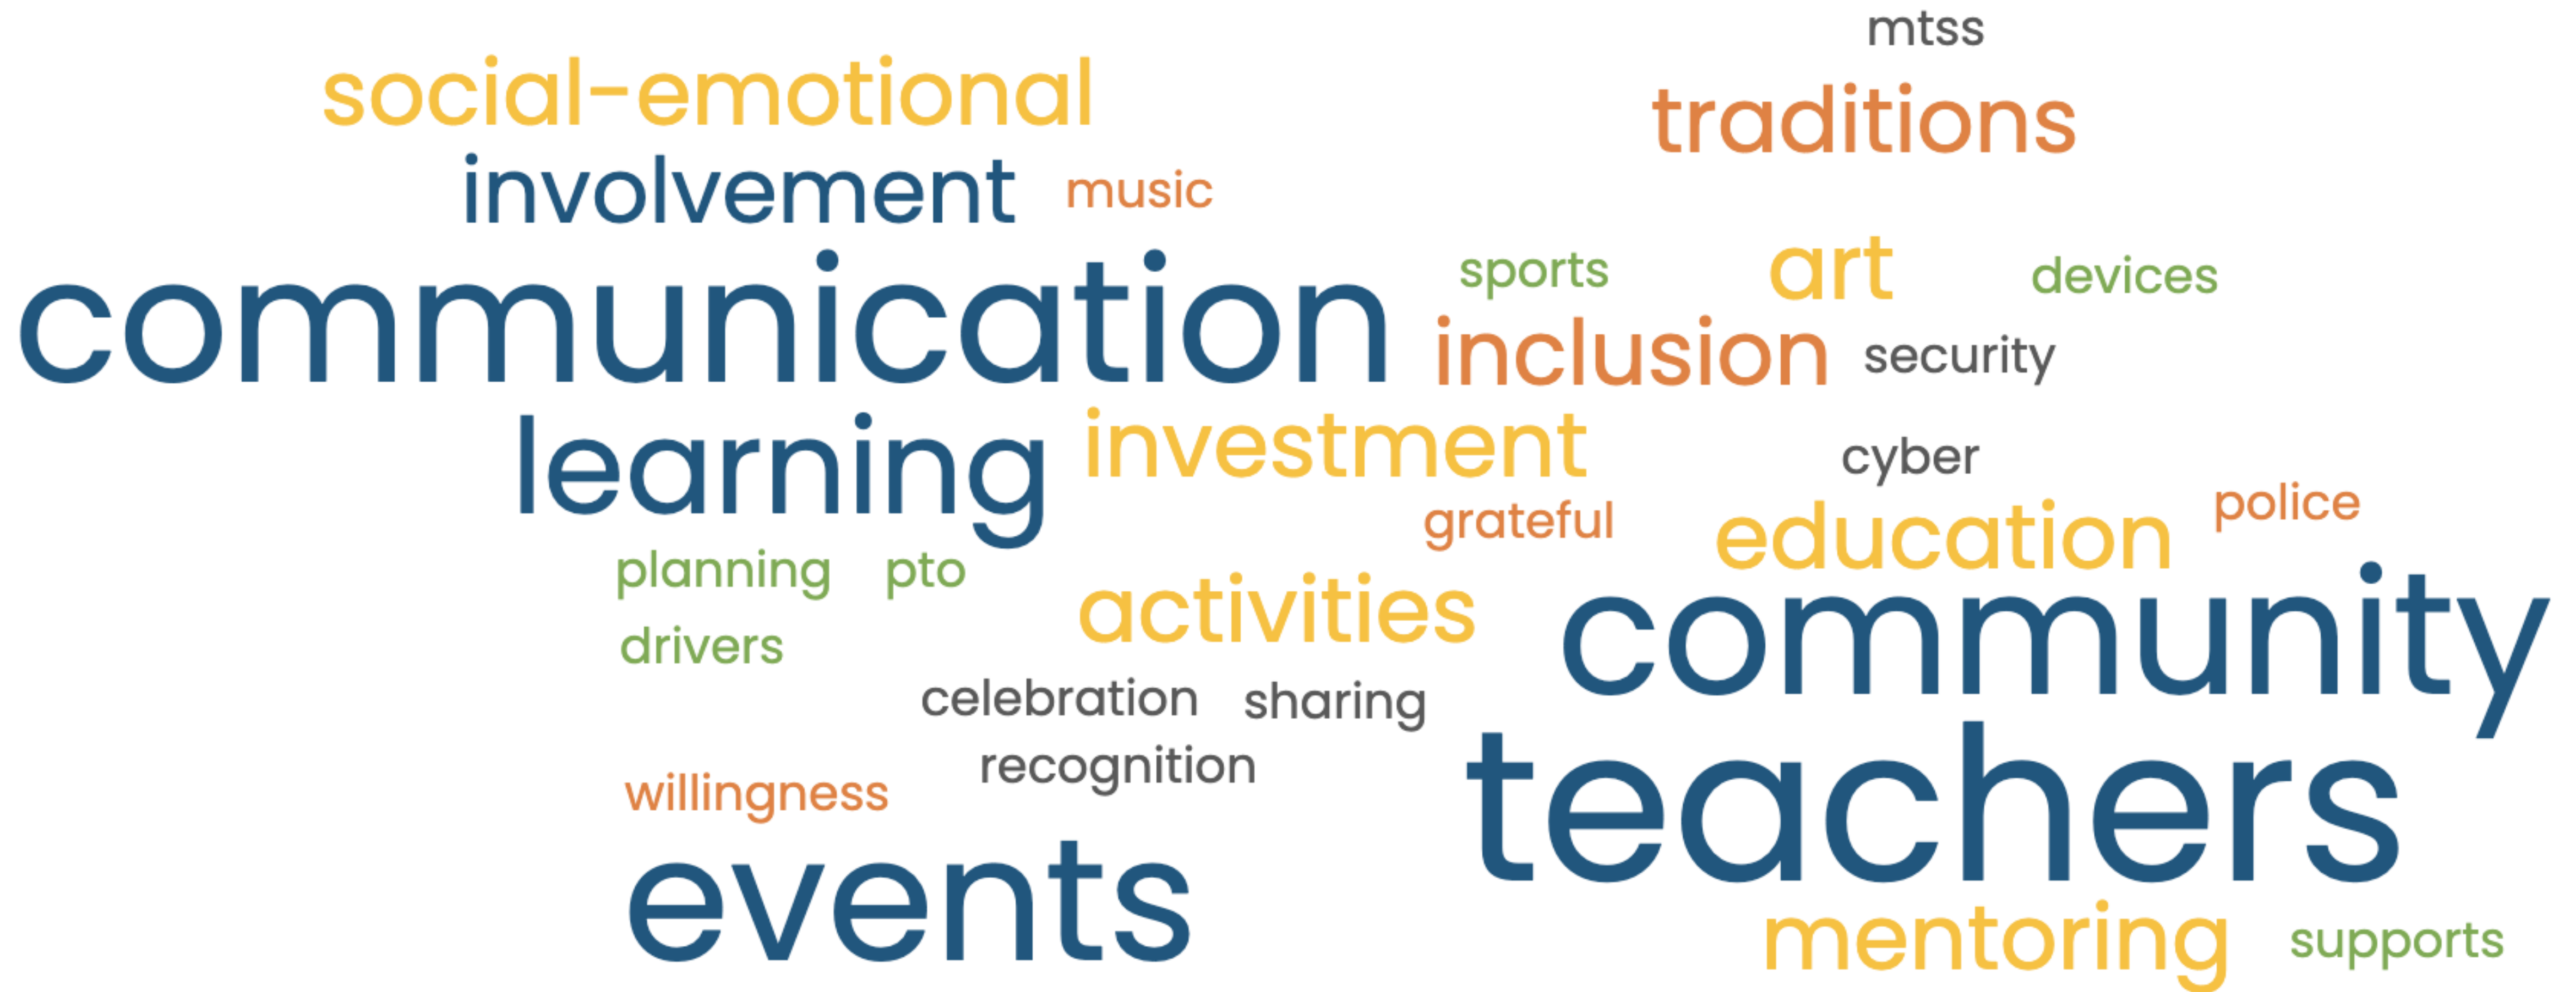 mtss
social-emotional
traditions
involvement music
sports art devices
communication
inclusion security
learning investment
cyber
grateful education police
planning pto
activities community
drivers
celebration sharing
recognition
willingness
teachers
events
mentoring supports